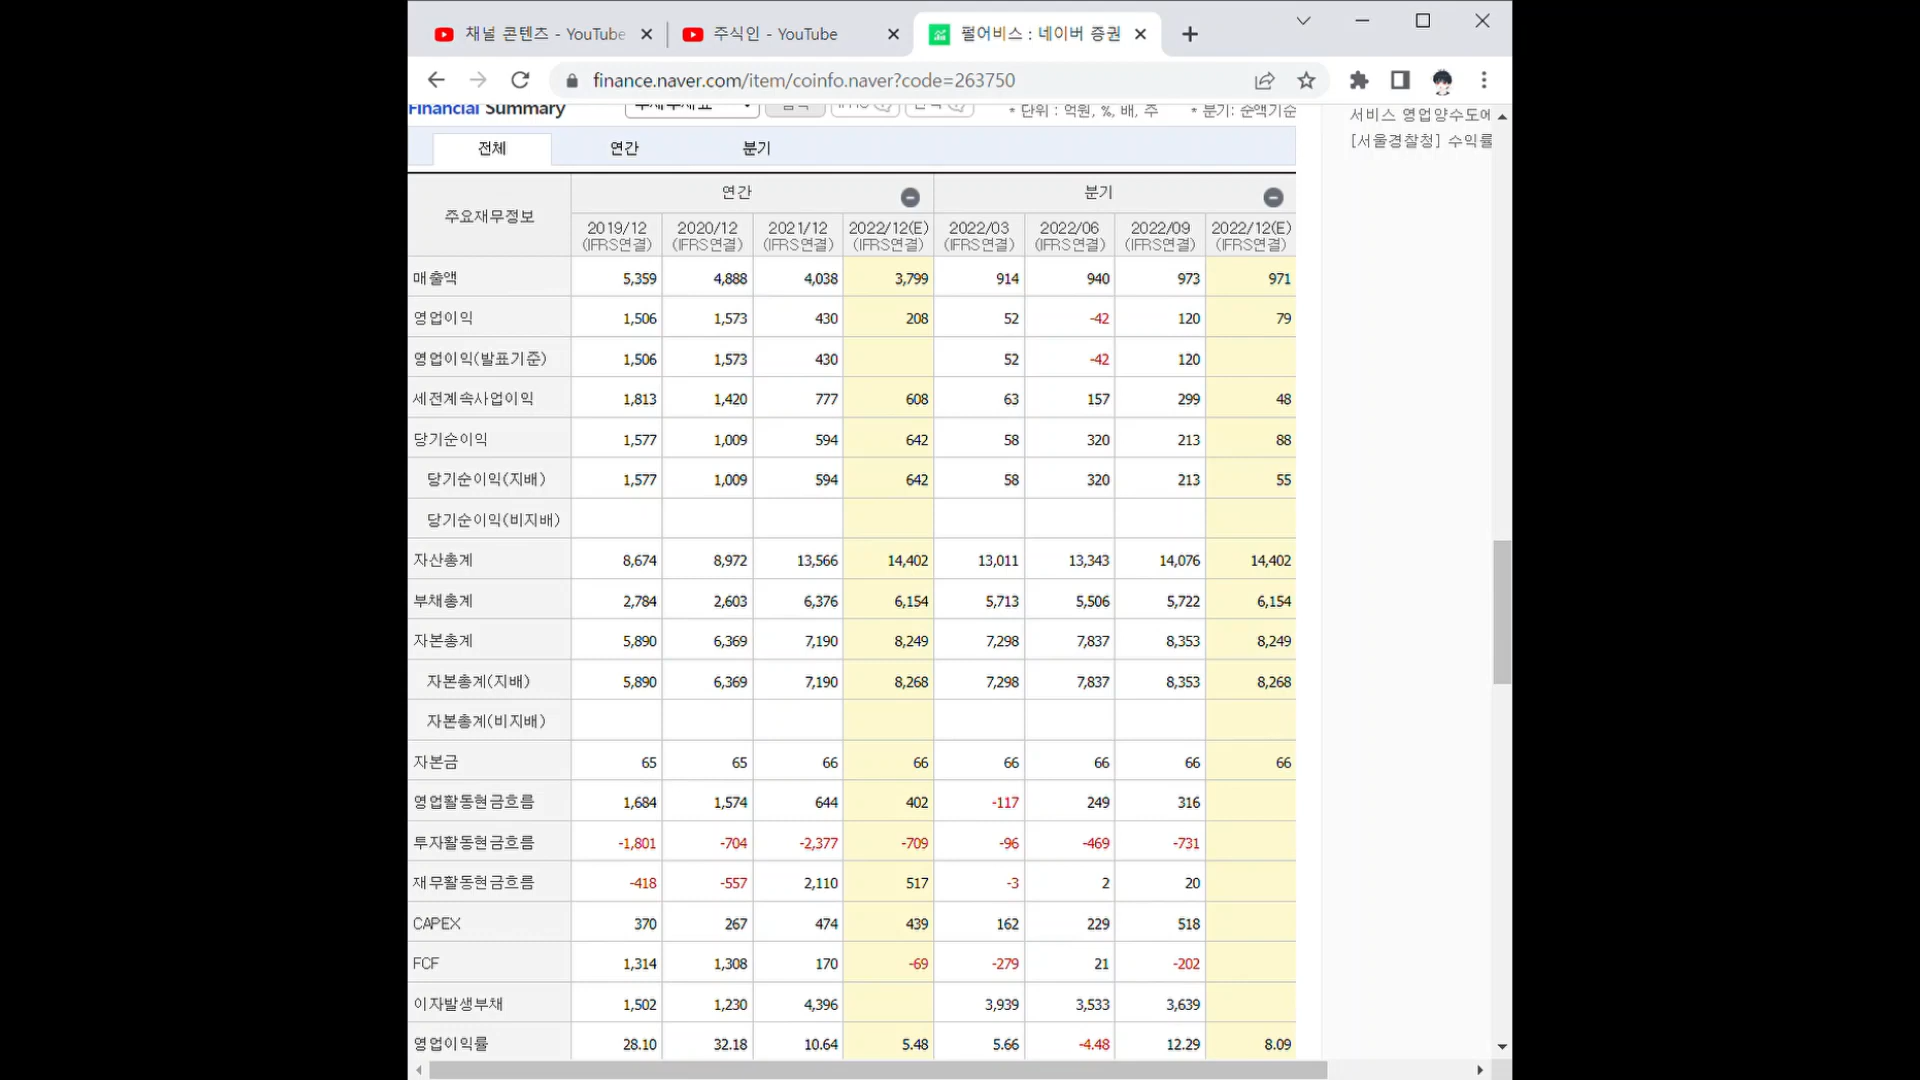 채널 콘텐츠 - YouTube
주식인 - YouTube
펄어비스 : 네이버 증권
finance.naver.com/item/coinfo.naver?code=263750
Financial Summary
* 단위 : 억원, %, 배, 주 * 분기: 순액기준
서비스 영업양수도에
[서울경찰청] 수익률
전체 연간 분기
주요재무정보 연간 분기
2019/12 2020/12 2021/12 2022/12(E) 2022/03 2022/06 2022/09 2022/12(E)
(IFRS연결) (IFRS연결) (IFRS연결) (IFRS연결) (IFRS연결) (IFRS연결) (IFRS연결) (IFRS연결)
매출액 5,359 4,888 4,038 3,799 914 940 973 971
영업이익 1,506 1,573 430 208 52 -42 120 79
영업이익(발표기준) 1,506 1,573 430 52 -42 120
세전계속사업이익 1,813 1,420 777 608 63 157 299 48
당기순이익 1,577 1,009 594 642 58 320 213 88
당기순이익(지배) 1,577 1,009 594 642 58 320 213 55
당기순이익(비지배)
자산총계 8,674 8,972 13,566 14,402 13,011 13,343 14,076 14,402
부채총계 2,784 2,603 6,376 6,154 5,713 5,506 5,722 6,154
자본총계 5,890 6,369 7,190 8,249 7,298 7,837 8,353 8,249
자본총계(지배) 5,890 6,369 7,190 8,268 7,298 7,837 8,353 8,268
자본총계(비지배)
자본금 65 65 66 66 66 66 66 66
영업활동현금흐름 1,684 1,574 644 402 -117 249 316
투자활동현금흐름 -1,801 -704 -2,377 -709 -96 -469 -731
재무활동현금흐름 -418 -557 2,110 517 -3 2 20
CAPEX 370 267 474 439 162 229 518
FCF 1,314 1,308 170 -69 -279 21 -202
이자발생부채 1,502 1,230 4,396 3,939 3,533 3,639
영업이익률 28.10 32.18 10.64 5.48 5.66 -4.48 12.29 8.09